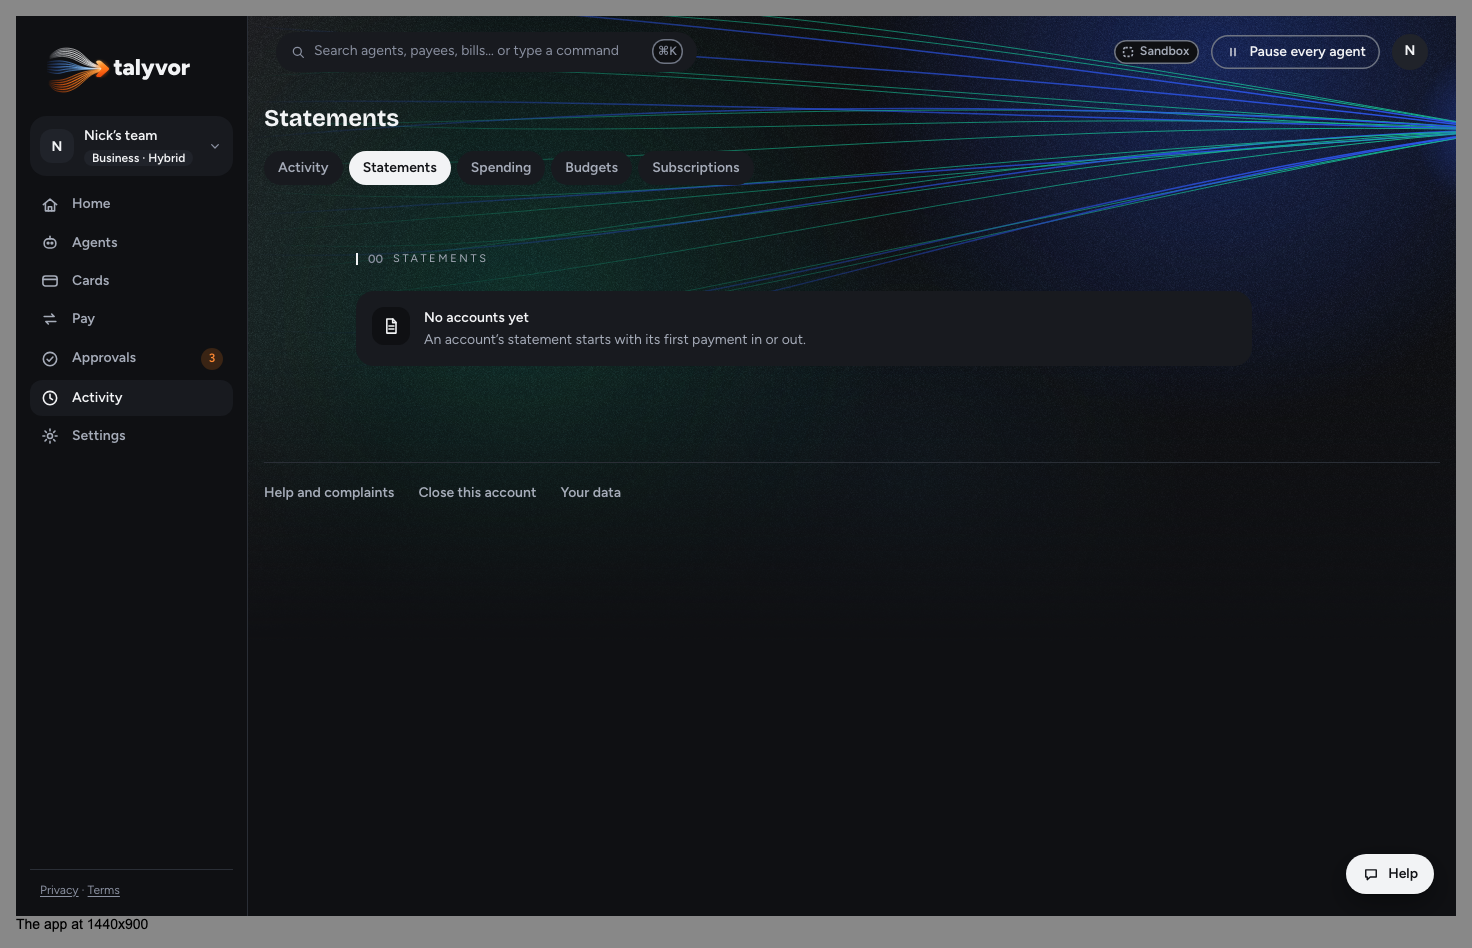 talyvor
Search agents, payees, bills... or type a command
⌘K
Sandbox
Pause every agent
N
N
Nick's team
Business · Hybrid
Home
Agents
Cards
Pay
Approvals
3
Activity
Settings
Privacy · Terms
Statements
Activity
Statements
Spending
Budgets
Subscriptions
00 STATEMENTS
No accounts yet
An account's statement starts with its first payment in or out.
Help and complaints
Close this account
Your data
Help
The app at 1440x900